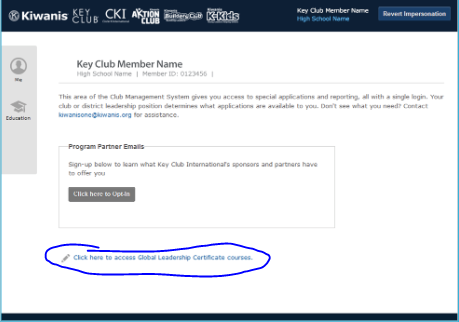 Kiwanis KEY CLUB CKI AKTION CLUB Builders Club Kiwanis K-Kids
Key Club Member Name
High School Name
Revert Impersonation
Me
Education
Key Club Member Name
High School Name | Member ID: 0123456 |
This area of the Club Management System gives you access to special applications and reporting, all with a single login. Your
club or district leadership position determines what applications are available to you. Don't see what you need? Contact
kiwanisone@kiwanis.org for assistance.
Program Partner Emails
Sign-up below to learn what Key Club International's sponsors and partners have
to offer you
Click here to OptIn
Click here to access Global Leadership Certificate courses.